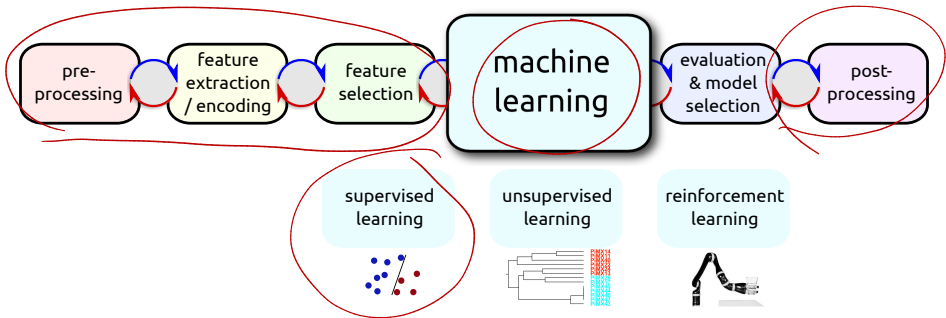 pre-
processing
feature
extraction
/ encoding
feature
selection
machine
learning
evaluation
& model
selection
post-
processing
supervised
learning
unsupervised
learning
reinforcement
learning